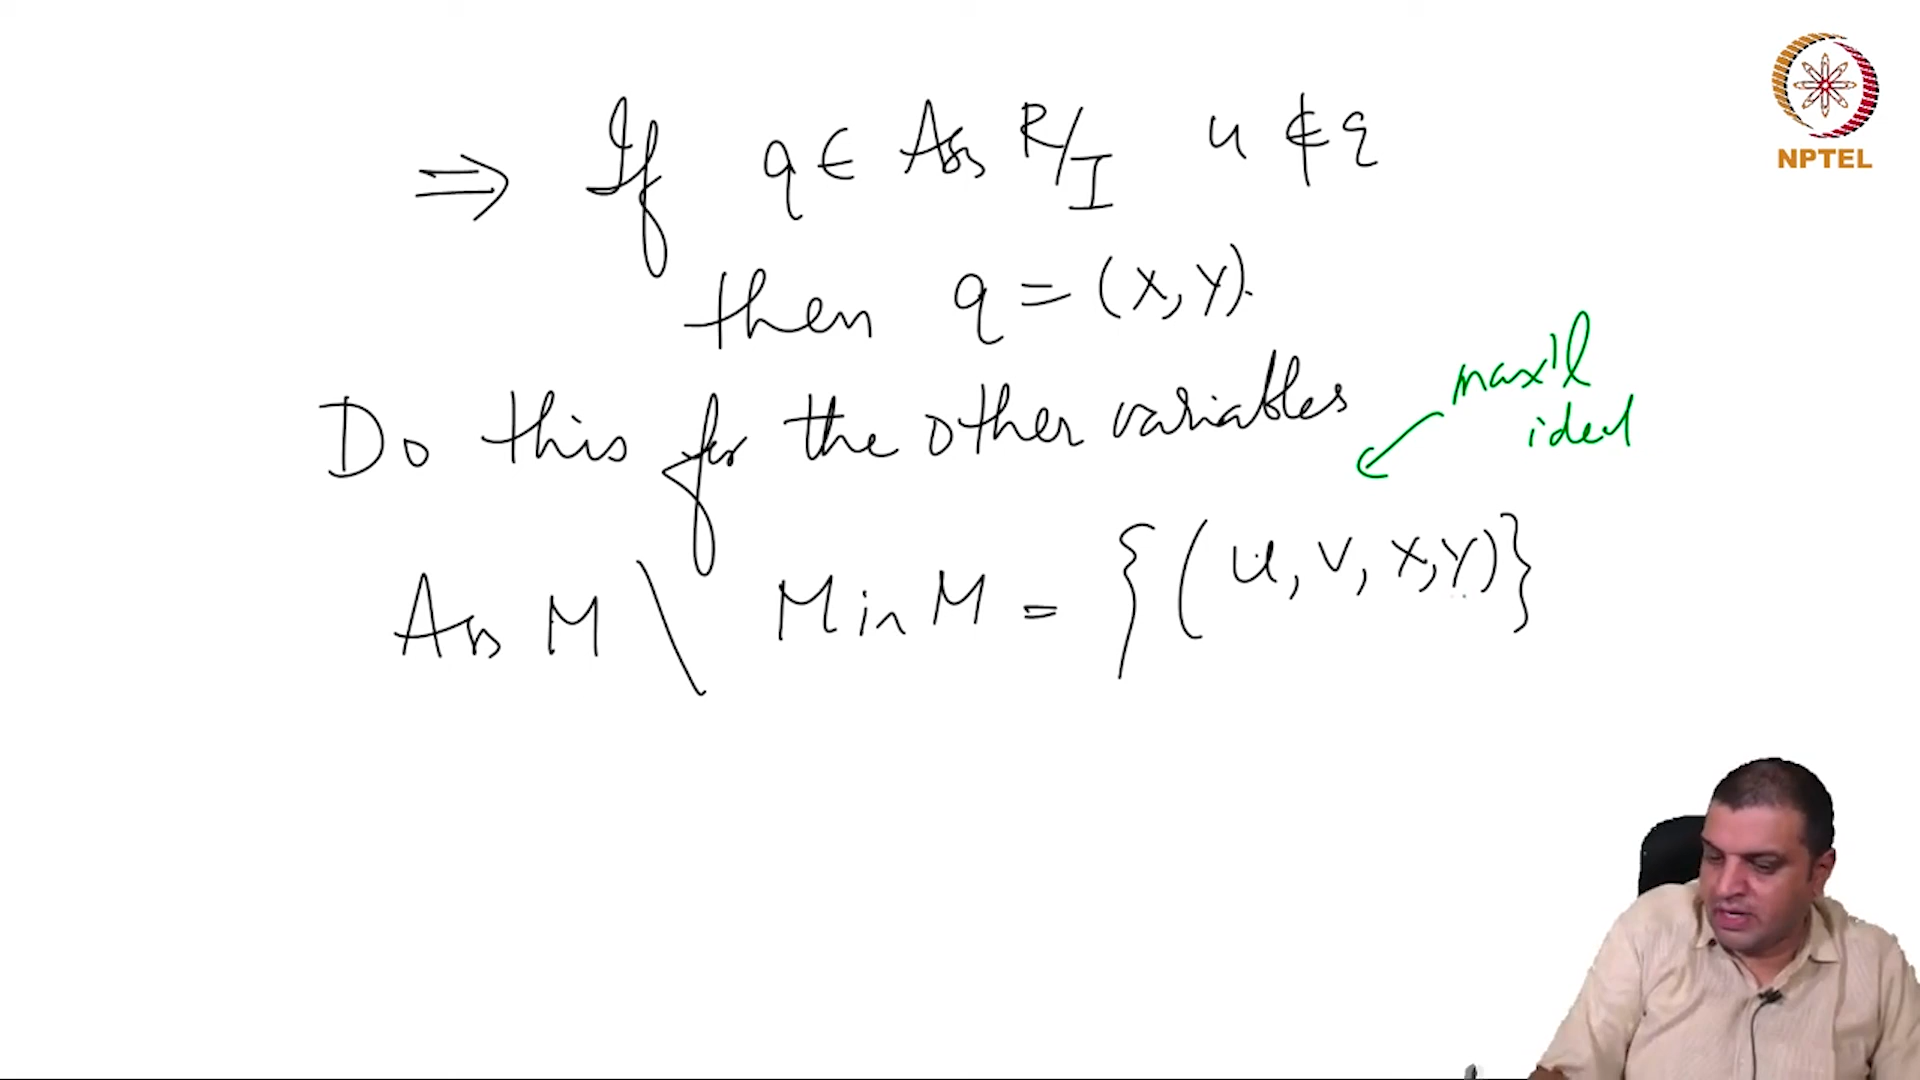 ⇒ If q ∈ Ass R/I u ∉ q
NPTEL
then q = (X, Y).
max'l
ideal
Do this for the other variables
Ass M \ Min M = {(u, v, X, Y)}